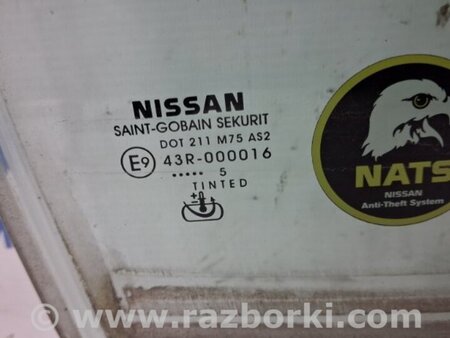 NISSAN
SAINT-GOBAIN SEKURIT
DOT 211 M75 AS2
E9 43R-000016
..... 5
TINTED
NATS
NISSAN
Anti-Theft System
© www.razborki.com